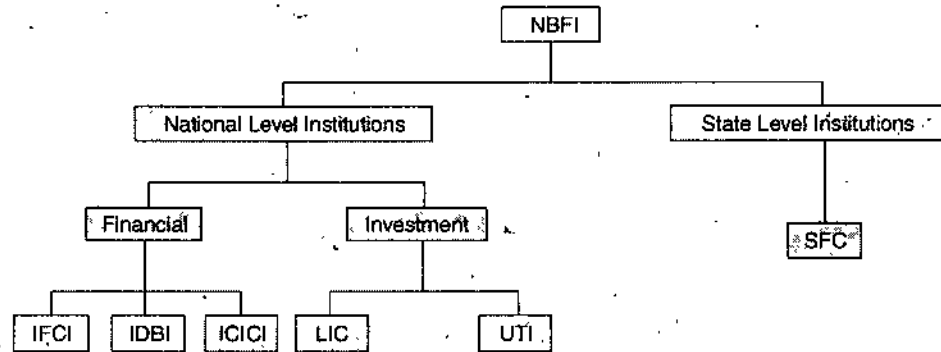 NBFI
National Level Institutions
State Level Institutions
Financial
Investment
SFC
IFCI
IDBI
ICICI
LIC
UTI